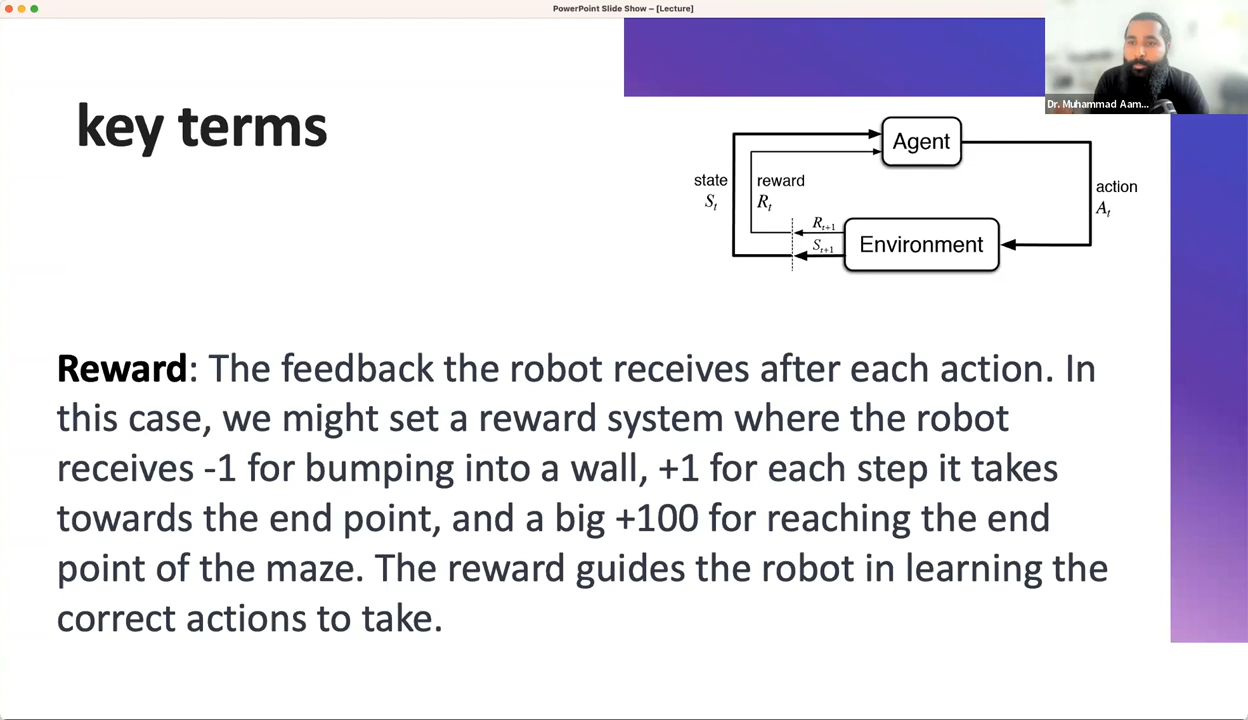 PowerPoint Slide Show – [Lecture]
Dr. Muhammad Aam...
key terms
Agent
state
reward
action
S_t
R_t
A_t
R_{t+1}
S_{t+1}
Environment
Reward: The feedback the robot receives after each action. In
this case, we might set a reward system where the robot
receives -1 for bumping into a wall, +1 for each step it takes
towards the end point, and a big +100 for reaching the end
point of the maze. The reward guides the robot in learning the
correct actions to take.